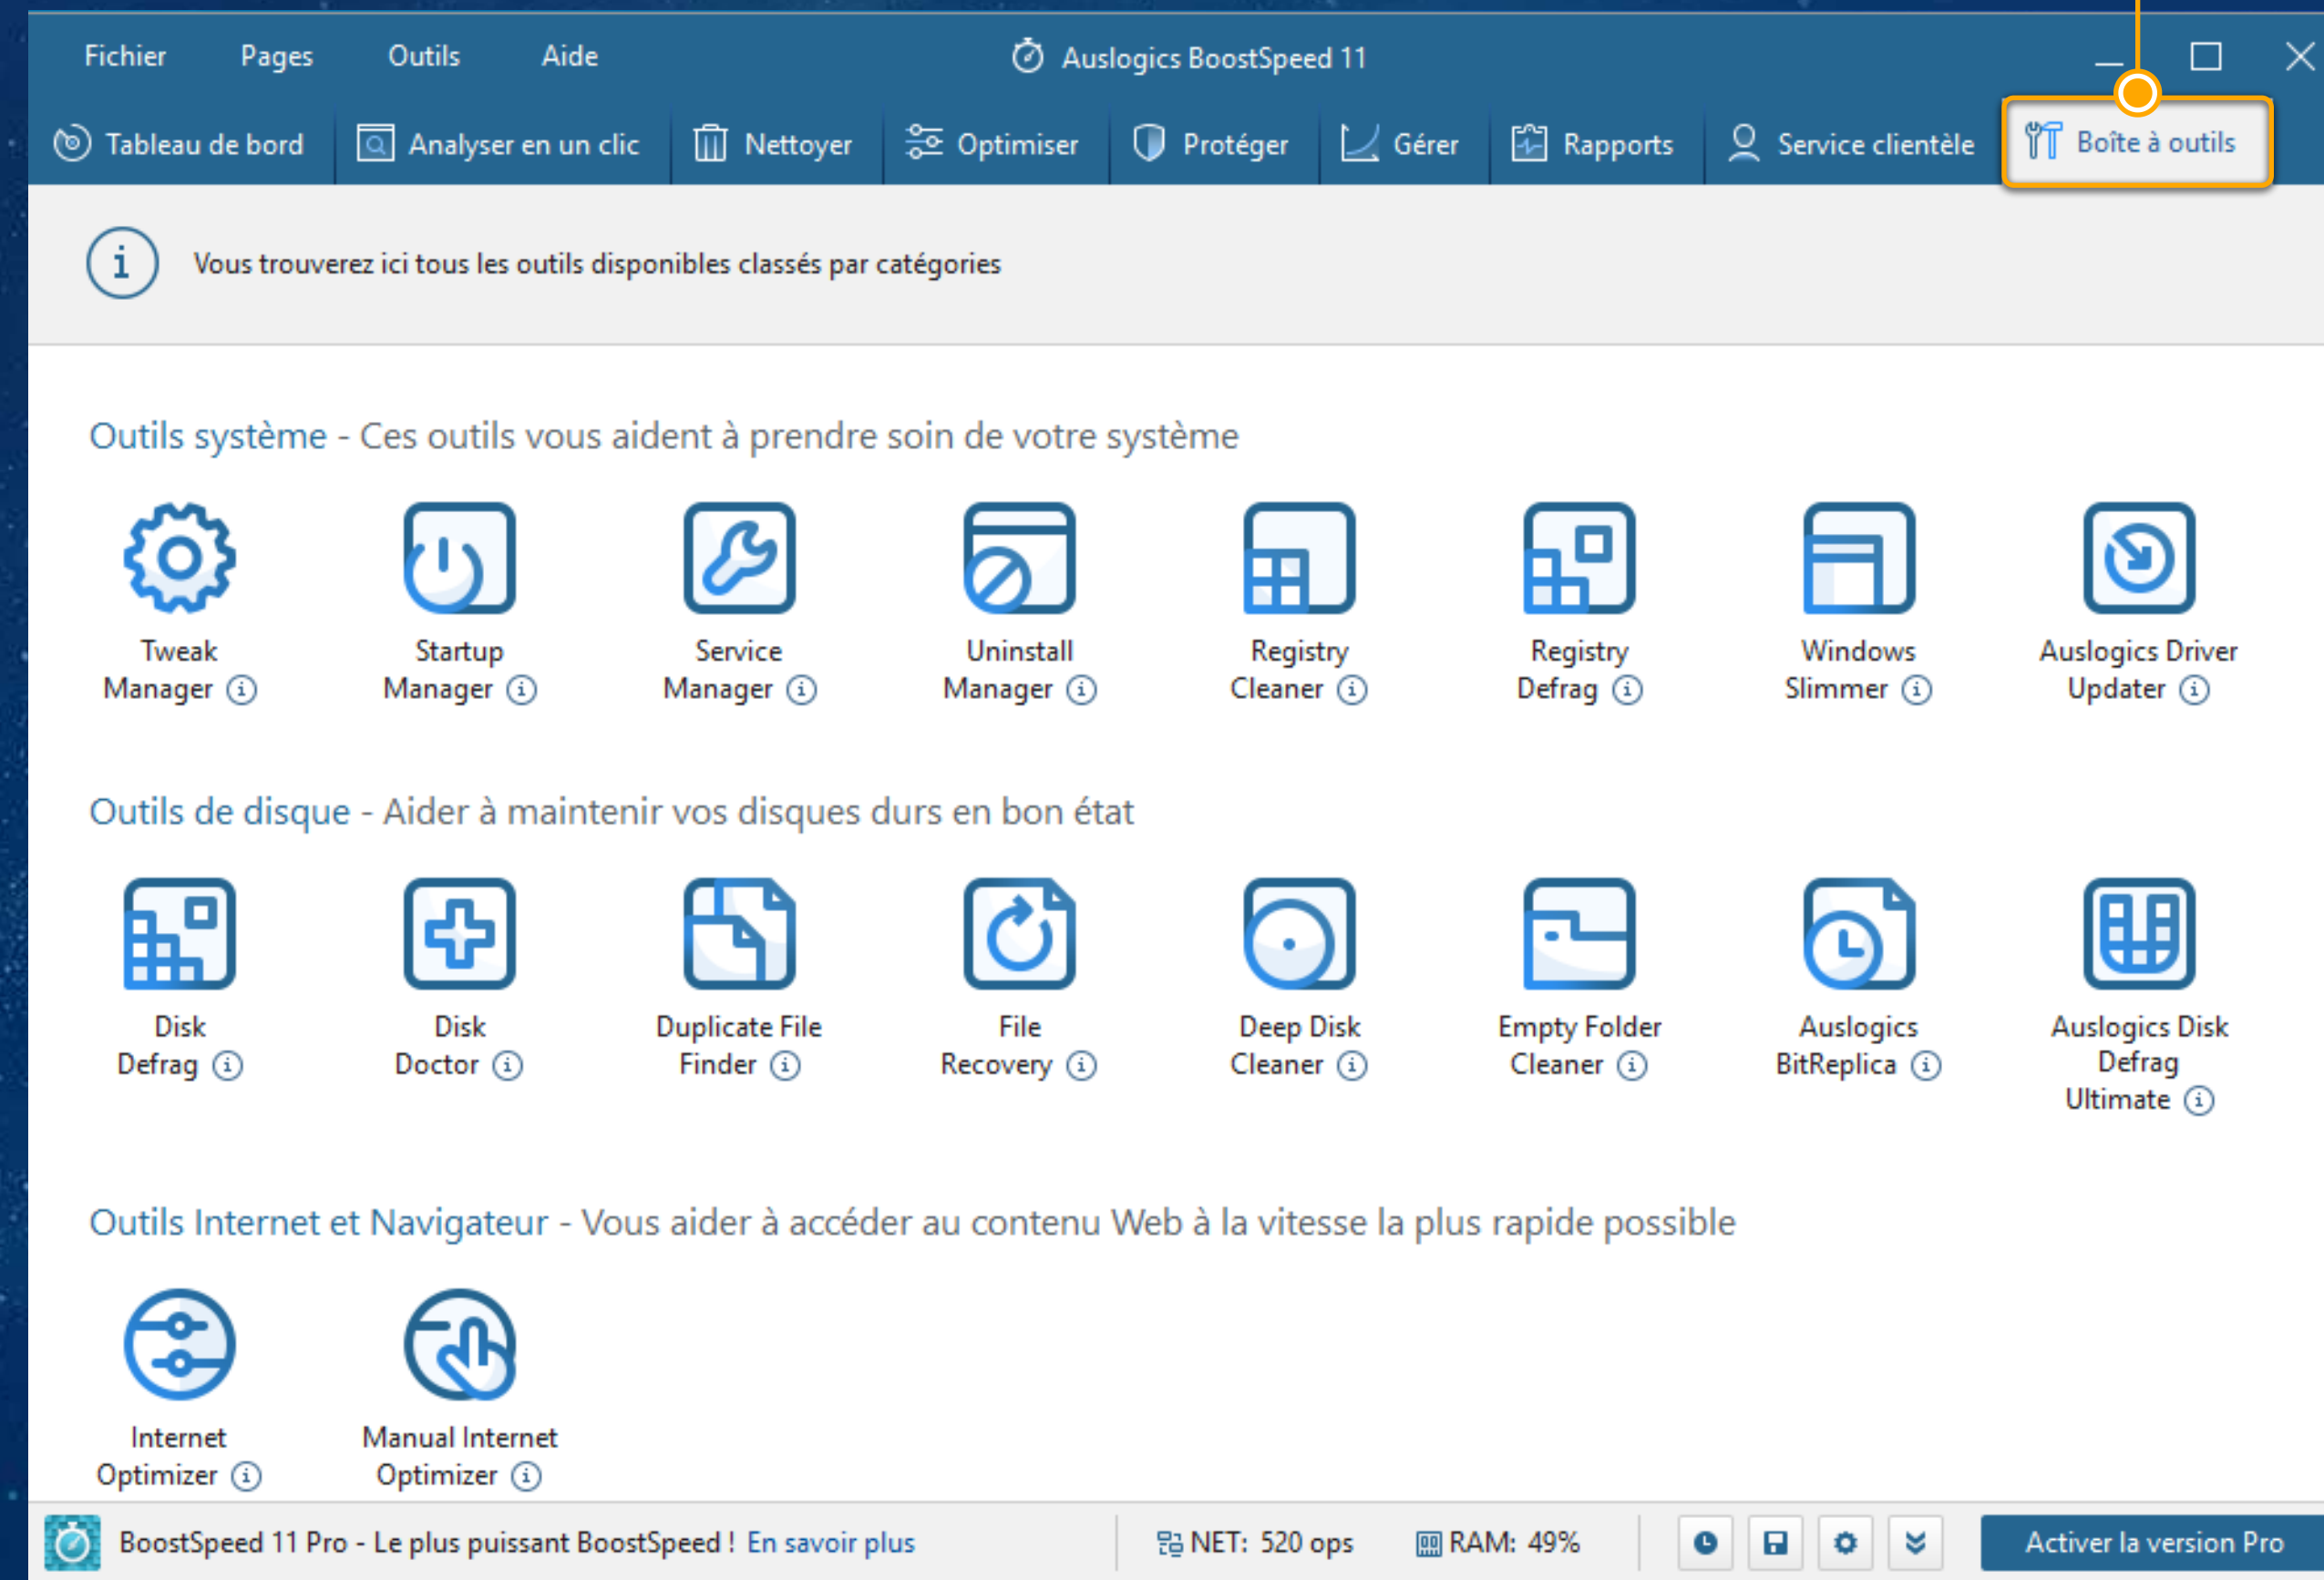 Fichier Pages Outils Aide Auslogics BoostSpeed 11
Tableau de bord Analyser en un clic Nettoyer Optimiser Protéger Gérer Rapports Service clientèle Boîte à outils
Vous trouverez ici tous les outils disponibles classés par catégories
Outils système - Ces outils vous aident à prendre soin de votre système
Tweak Manager
Startup Manager
Service Manager
Uninstall Manager
Registry Cleaner
Registry Defrag
Windows Slimmer
Auslogics Driver Updater
Outils de disque - Aider à maintenir vos disques durs en bon état
Disk Defrag
Disk Doctor
Duplicate File Finder
File Recovery
Deep Disk Cleaner
Empty Folder Cleaner
Auslogics BitReplica
Auslogics Disk Defrag Ultimate
Outils Internet et Navigateur - Vous aider à accéder au contenu Web à la vitesse la plus rapide possible
Internet Optimizer
Manual Internet Optimizer
BoostSpeed 11 Pro - Le plus puissant BoostSpeed ! En savoir plus NET: 520 ops RAM: 49% Activer la version Pro